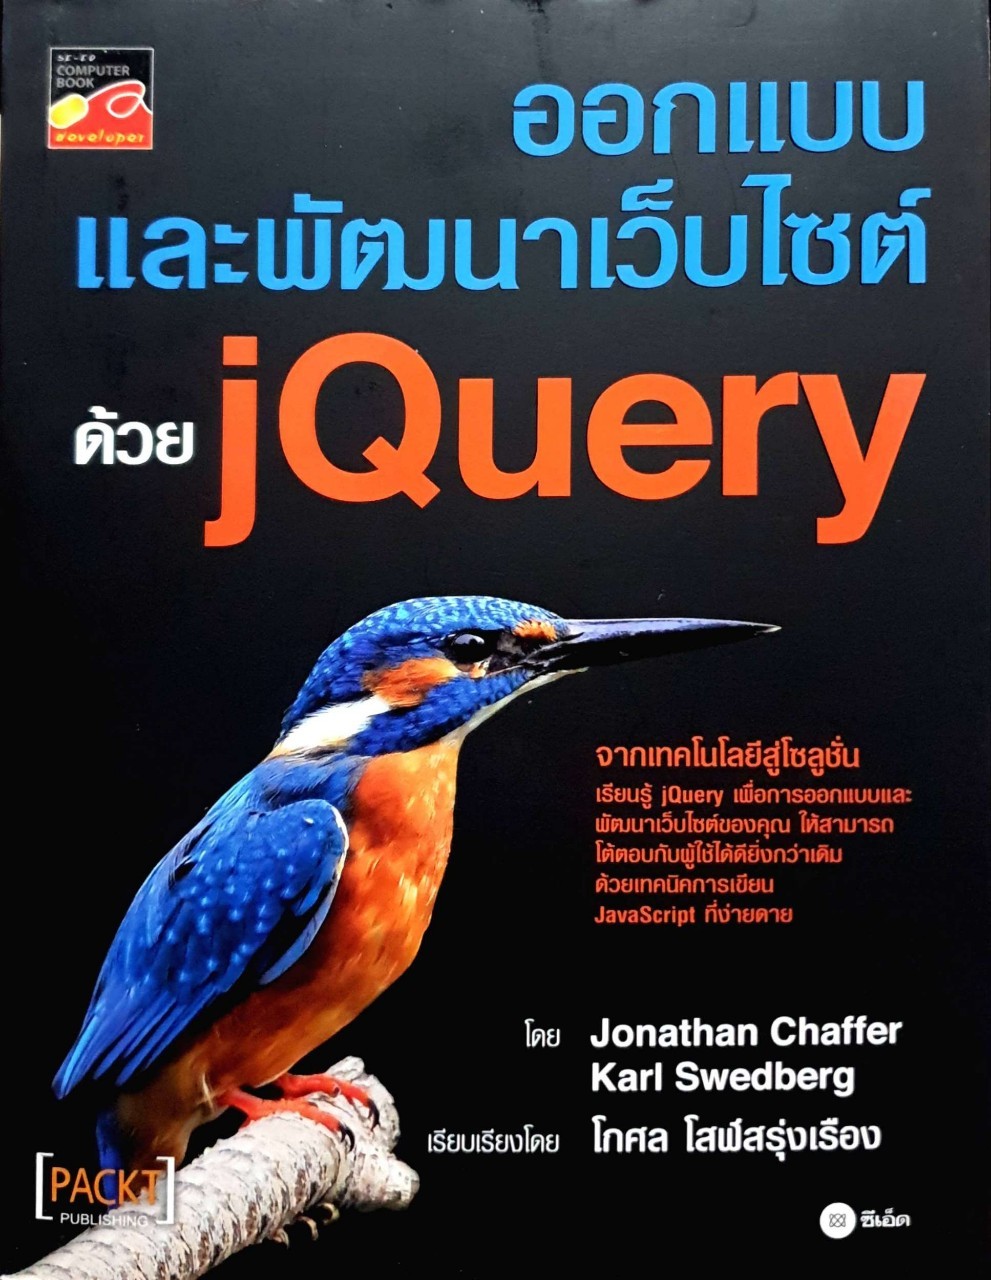 SE-ED
COMPUTER
BOOK
developer
ออกแบบ
และพัฒนาเว็บไซต์
ด้วย jQuery
จากเทคโนโลยีสู่โซลูชั่น
เรียนรู้ jQuery เพื่อการออกแบบและ
พัฒนาเว็บไซต์ของคุณ ให้สามารถ
โต้ตอบกับผู้ใช้ได้ดียิ่งกว่าเดิม
ด้วยเทคนิคการเขียน
JavaScript ที่ง่ายดาย
โดย Jonathan Chaffer
Karl Swedberg
เรียบเรียงโดย โกศล โสฬสรุ่งเรือง
[PACKT]
PUBLISHING
ซีเอ็ด